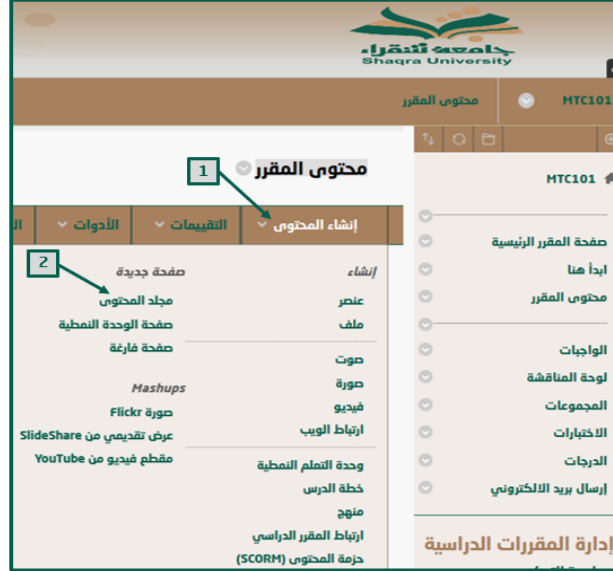 جامعة شقراء
Shaqra University
MTC101
محتوى المقرر
MTC101
صفحة المقرر الرئيسية
ابدأ هنا
محتوى المقرر
الواجبات
لوحة المناقشة
المجموعات
الاختبارات
الدرجات
إرسال بريد الالكتروني
إدارة المقررات الدراسية
محتوى المقرر
1
إنشاء المحتوى
التقييمات
الأدوات
2
إنشاء
عنصر
ملف
صوت
صورة
فيديو
ارتباط الويب
وحدة التعلم النمطية
خطة الدرس
منهج
ارتباط المقرر الدراسي
حزمة المحتوى (SCORM)
صفحة جديدة
مجلد المحتوى
صفحة الوحدة النمطية
صفحة فارغة
Mashups
صورة Flickr
عرض تقديمي من SlideShare
مقطع فيديو من YouTube